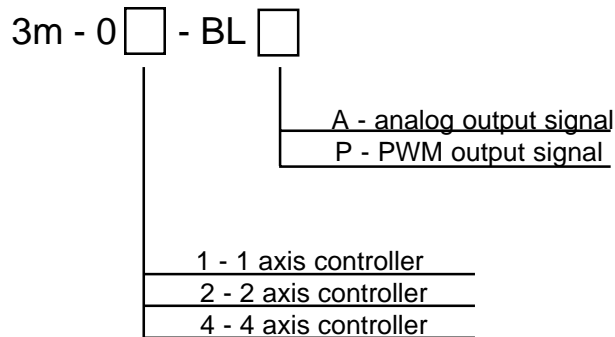 3m - 0 - BL
A - analog output signal
P - PWM output signal
1 - 1 axis controller
2 - 2 axis controller
4 - 4 axis controller